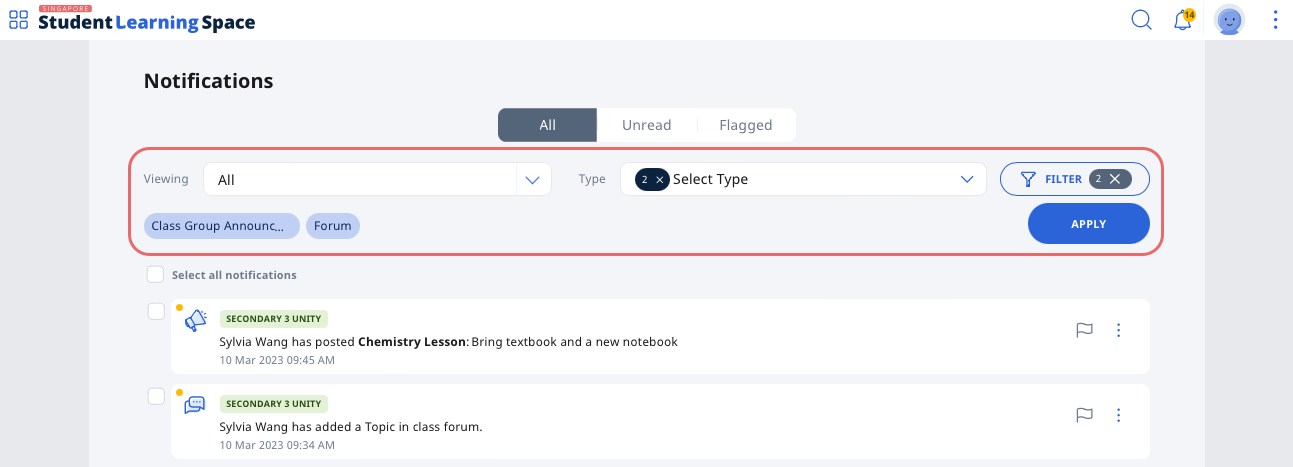 SINGAPORE
Student Learning Space
14
Notifications
All Unread Flagged
Viewing All Type 2 × Select Type FILTER 2 ×
Class Group Announc... Forum APPLY
Select all notifications
SECONDARY 3 UNITY
Sylvia Wang has posted Chemistry Lesson: Bring textbook and a new notebook
10 Mar 2023 09:45 AM
SECONDARY 3 UNITY
Sylvia Wang has added a Topic in class forum.
10 Mar 2023 09:34 AM